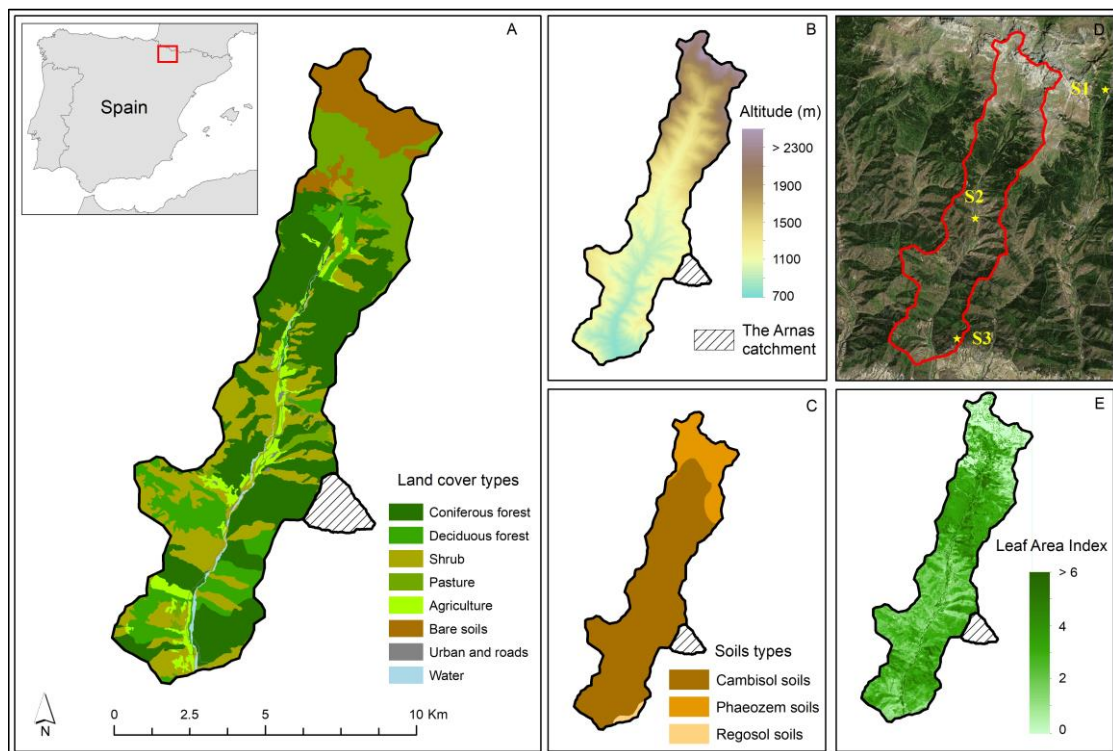 A
Spain
Land cover types
Coniferous forest
Deciduous forest
Shrub
Pasture
Agriculture
Bare soils
Urban and roads
Water
N
0 2.5 5 10 Km
B
Altitude (m)
> 2300
1900
1500
1100
700
The Arnas
catchment
C
Soils types
Cambisol soils
Phaeozem soils
Regosol soils
D
S1
S2
S3
E
Leaf Area Index
> 6
4
2
0